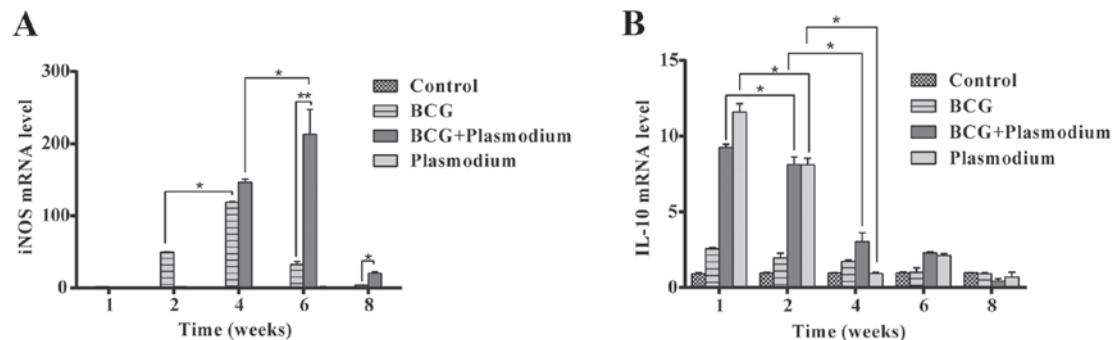 A
iNOS mRNA level
300
200
100
0
*
*
**
*
Control
BCG
BCG+Plasmodium
Plasmodium
1 2 4 6 8
Time (weeks)
B
IL-10 mRNA level
15
10
5
0
*
*
*
*
Control
BCG
BCG+Plasmodium
Plasmodium
1 2 4 6 8
Time (weeks)